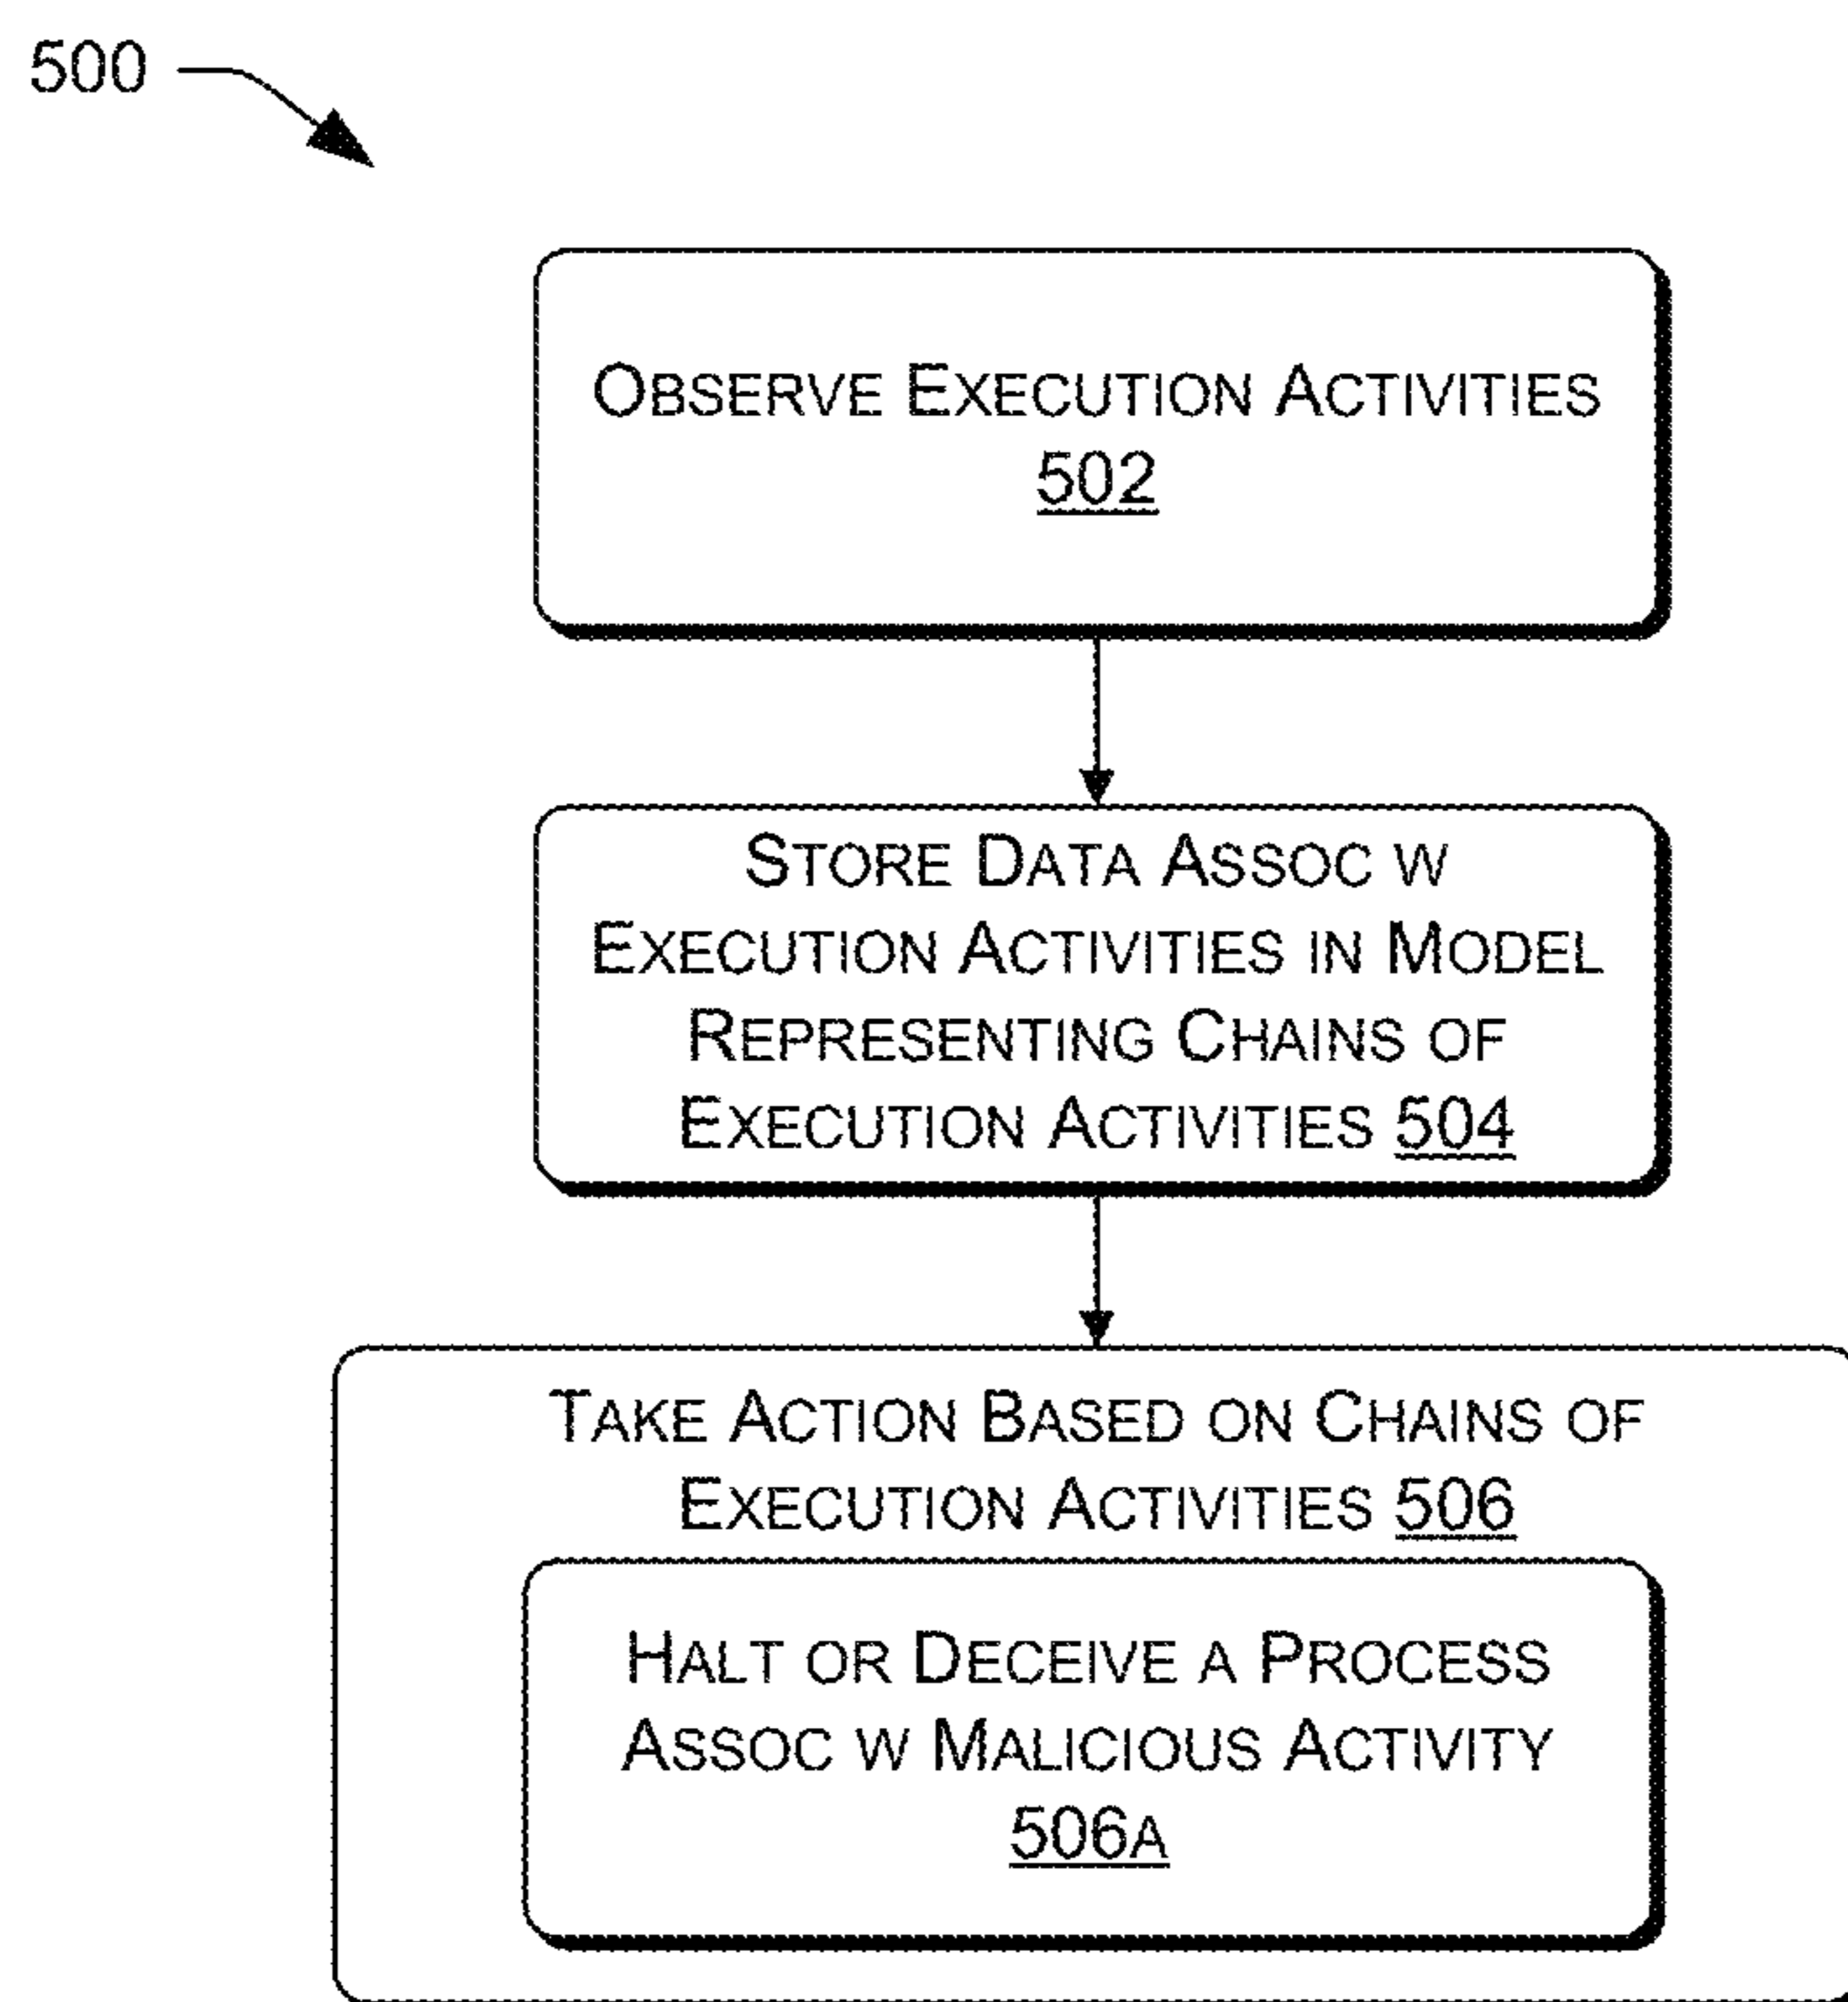 500
OBSERVE EXECUTION ACTIVITIES
502
STORE DATA ASSOC W
EXECUTION ACTIVITIES IN MODEL
REPRESENTING CHAINS OF
EXECUTION ACTIVITIES 504
TAKE ACTION BASED ON CHAINS OF
EXECUTION ACTIVITIES 506
HALT OR DECEIVE A PROCESS
ASSOC W MALICIOUS ACTIVITY
506A